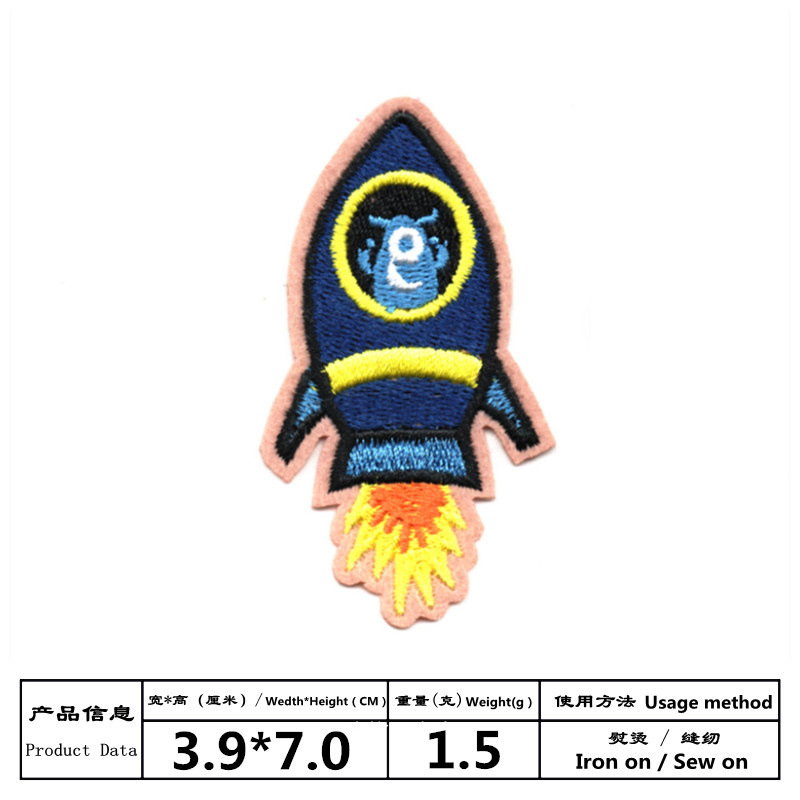 产品信息
Product Data
宽*高（厘米）/ Wedth*Height ( CM )
3.9*7.0
重量(克) Weight(g )
1.5
使用方法 Usage method
熨烫 / 缝纫
Iron on / Sew on